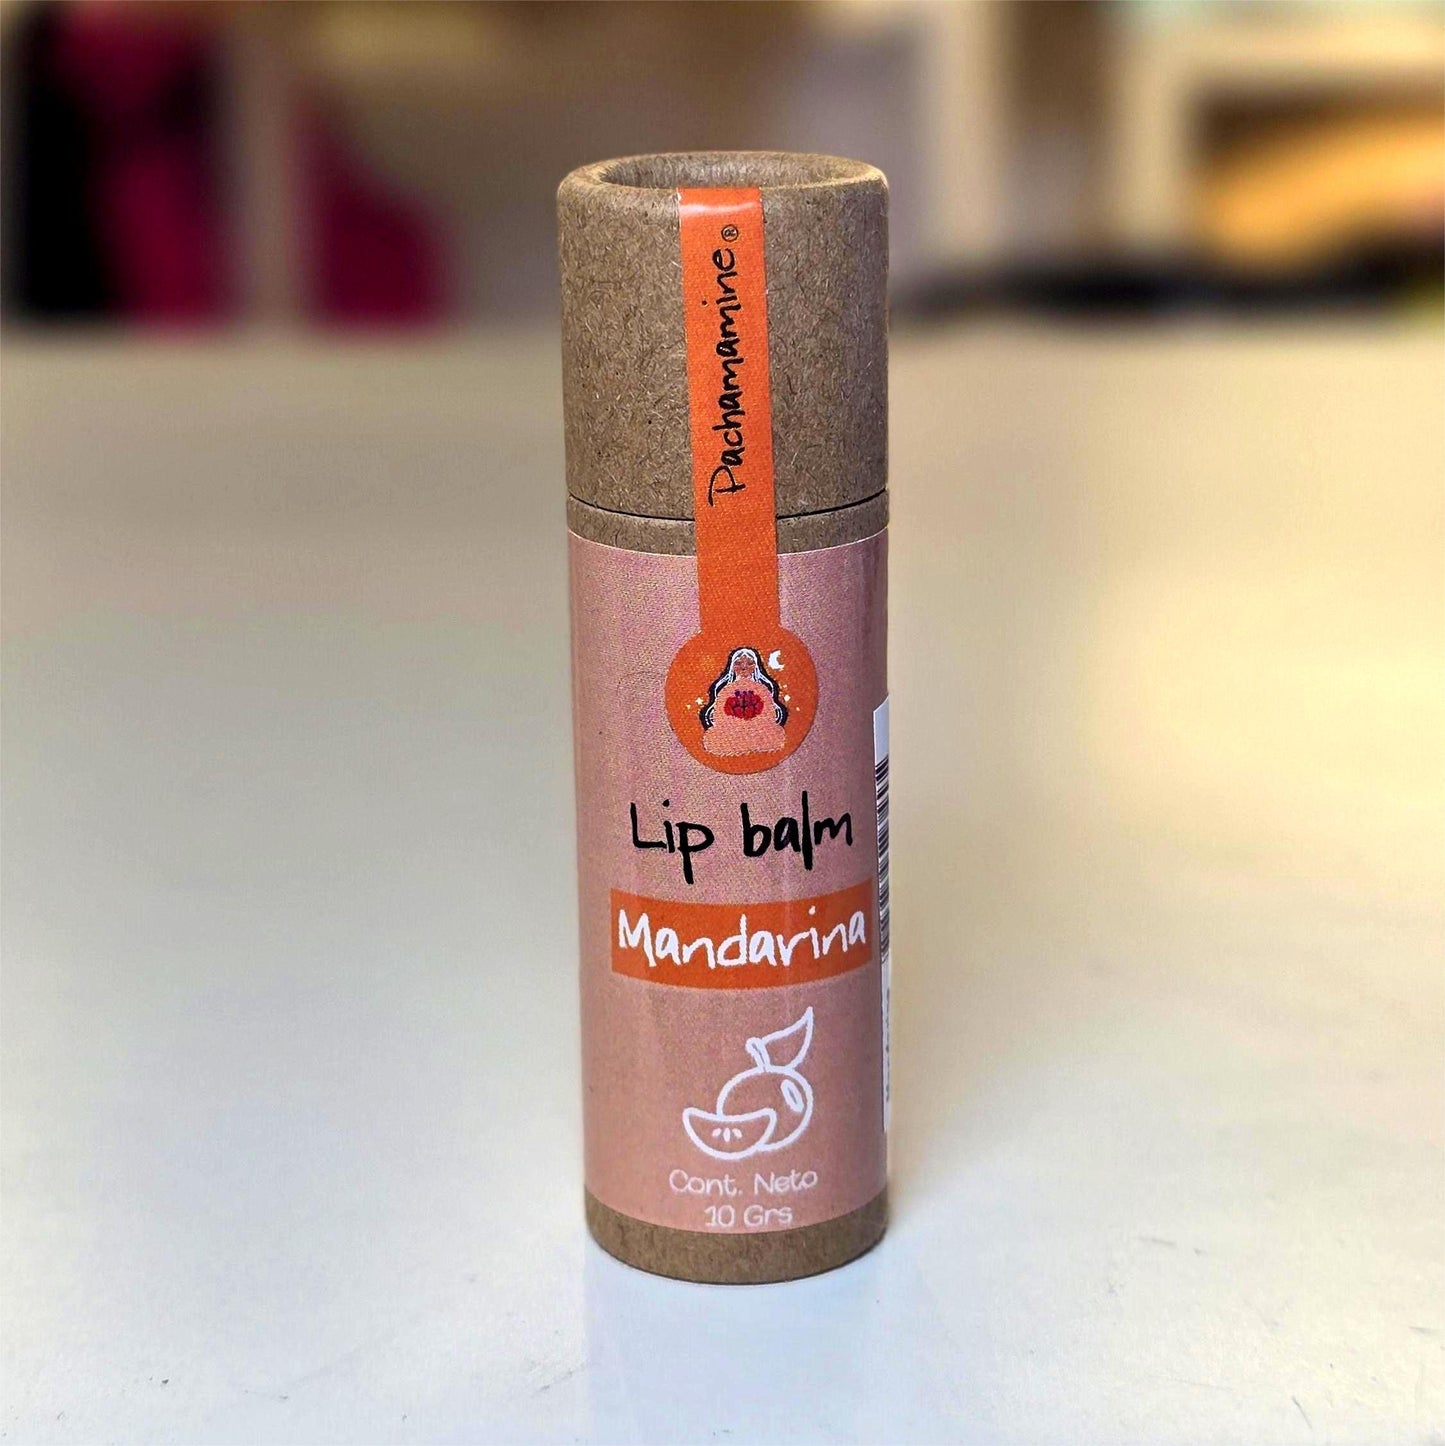 Pachamamine®
Lip balm
Mandarina
Cont. Neto
10 Grs